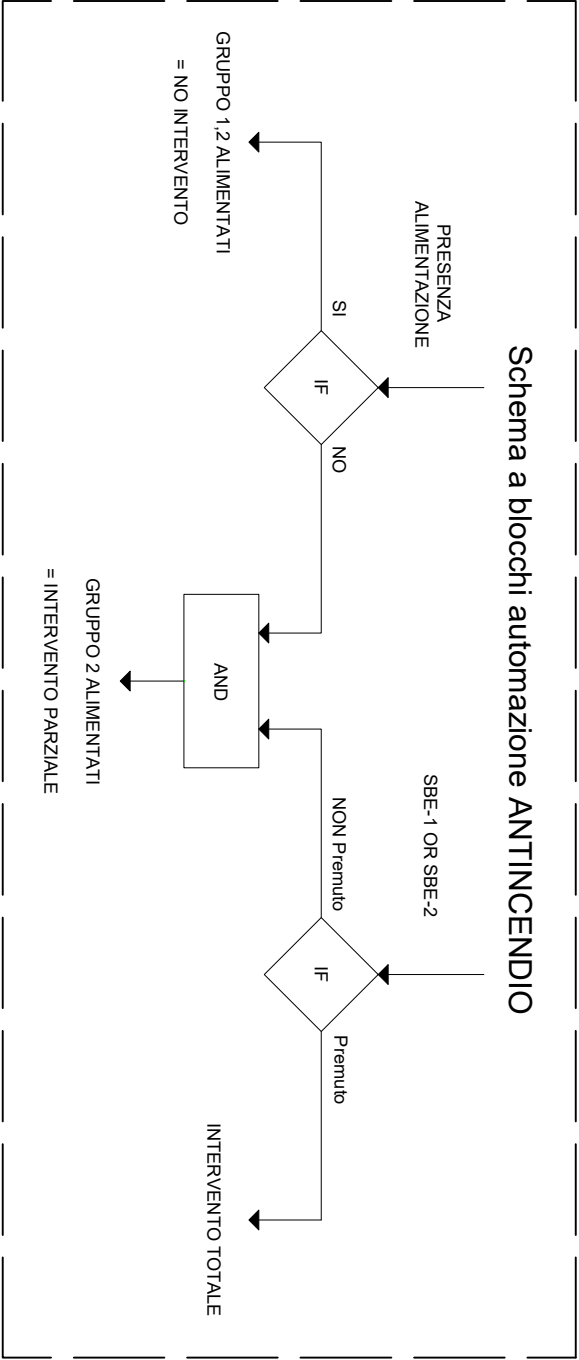 Schema a blocchi automazione ANTINCENDIO
PRESENZA
ALIMENTAZIONE
SBE-1 OR SBE-2
SI
IF
NO
NON Premuto
IF
Premuto
GRUPPO 1,2 ALIMENTATI
= NO INTERVENTO
AND
INTERVENTO TOTALE
GRUPPO 2 ALIMENTATI
= INTERVENTO PARZIALE